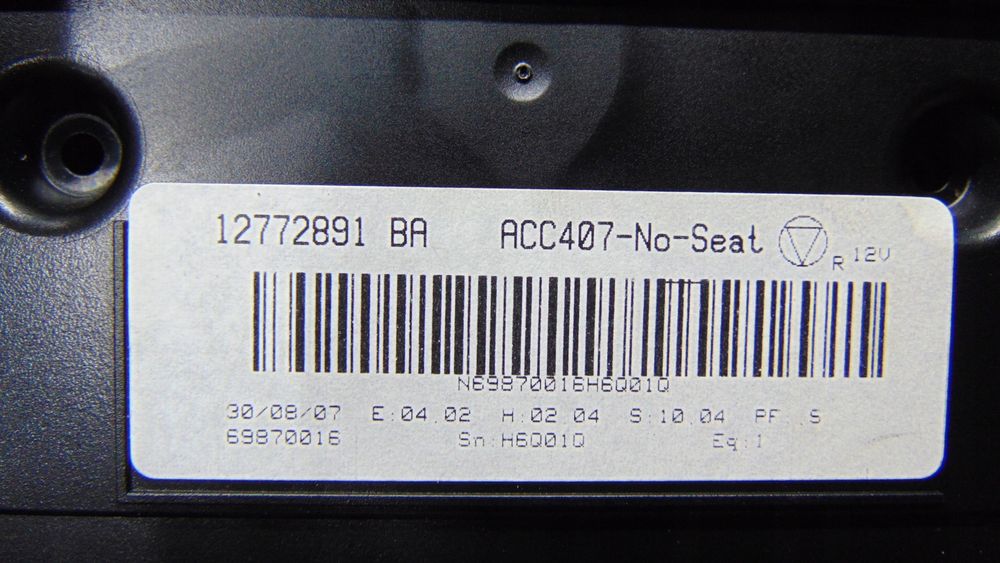 12772891 BA ACC407-No-Seat R 12V
N69870016H6Q01Q
30/08/07 E:04.02 H:02.04 S:10.04 PF..S
69870016 Sn:H6Q01Q Eq:1